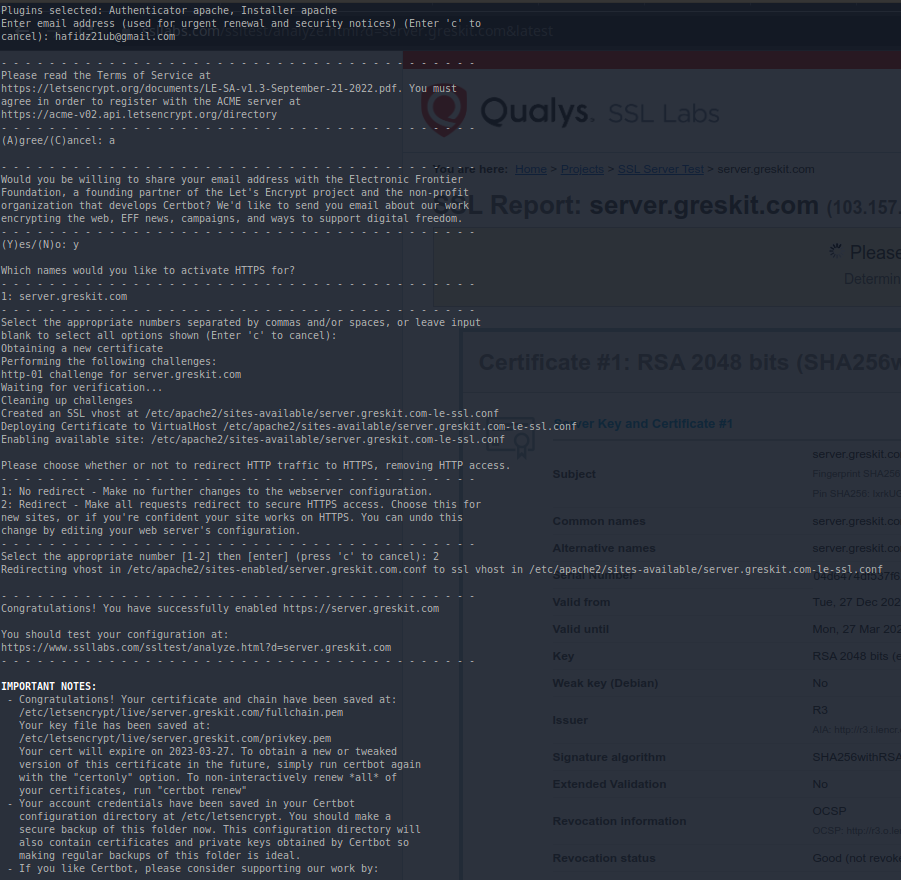 Plugins selected: Authenticator apache, Installer apache
Enter email address (used for urgent renewal and security notices) (Enter 'c' to
cancel): hafidz21ub@gmail.com
- - - - - - - - - - - - - - - - - - - - - - - - - - - - - - - - - - - - - - - -
Please read the Terms of Service at
https://letsencrypt.org/documents/LE-SA-v1.3-September-21-2022.pdf. You must
agree in order to register with the ACME server at
https://acme-v02.api.letsencrypt.org/directory
- - - - - - - - - - - - - - - - - - - - - - - - - - - - - - - - - - - - - - - -
(A)gree/(C)ancel: a
- - - - - - - - - - - - - - - - - - - - - - - - - - - - - - - - - - - - - - - -
Would you be willing to share your email address with the Electronic Frontier
Foundation, a founding partner of the Let's Encrypt project and the non-profit
organization that develops Certbot? We'd like to send you email about our work
encrypting the web, EFF news, campaigns, and ways to support digital freedom.
- - - - - - - - - - - - - - - - - - - - - - - - - - - - - - - - - - - - - - - -
(Y)es/(N)o: y
Which names would you like to activate HTTPS for?
- - - - - - - - - - - - - - - - - - - - - - - - - - - - - - - - - - - - - - - -
1: server.greskit.com
- - - - - - - - - - - - - - - - - - - - - - - - - - - - - - - - - - - - - - - -
Select the appropriate numbers separated by commas and/or spaces, or leave input
blank to select all options shown (Enter 'c' to cancel):
Obtaining a new certificate
Performing the following challenges:
http-01 challenge for server.greskit.com
Waiting for verification...
Cleaning up challenges
Created an SSL vhost at /etc/apache2/sites-available/server.greskit.com-le-ssl.conf
Deploying Certificate to VirtualHost /etc/apache2/sites-available/server.greskit.com-le-ssl.conf
Enabling available site: /etc/apache2/sites-available/server.greskit.com-le-ssl.conf
Please choose whether or not to redirect HTTP traffic to HTTPS, removing HTTP access.
- - - - - - - - - - - - - - - - - - - - - - - - - - - - - - - - - - - - - - - -
1: No redirect - Make no further changes to the webserver configuration.
2: Redirect - Make all requests redirect to secure HTTPS access. Choose this for
new sites, or if you're confident your site works on HTTPS. You can undo this
change by editing your web server's configuration.
- - - - - - - - - - - - - - - - - - - - - - - - - - - - - - - - - - - - - - - -
Select the appropriate number [1-2] then [enter] (press 'c' to cancel): 2
Redirecting vhost in /etc/apache2/sites-enabled/server.greskit.com.conf to ssl vhost in /etc/apache2/sites-available/server.greskit.com-le-ssl.conf
- - - - - - - - - - - - - - - - - - - - - - - - - - - - - - - - - - - - - - - -
Congratulations! You have successfully enabled https://server.greskit.com
You should test your configuration at:
https://www.ssllabs.com/ssltest/analyze.html?d=server.greskit.com
- - - - - - - - - - - - - - - - - - - - - - - - - - - - - - - - - - - - - - - -
IMPORTANT NOTES:
- Congratulations! Your certificate and chain have been saved at:
/etc/letsencrypt/live/server.greskit.com/fullchain.pem
Your key file has been saved at:
/etc/letsencrypt/live/server.greskit.com/privkey.pem
Your cert will expire on 2023-03-27. To obtain a new or tweaked
version of this certificate in the future, simply run certbot again
with the "certonly" option. To non-interactively renew *all* of
your certificates, run "certbot renew"
- Your account credentials have been saved in your Certbot
configuration directory at /etc/letsencrypt. You should make a
secure backup of this folder now. This configuration directory will
also contain certificates and private keys obtained by Certbot so
making regular backups of this folder is ideal.
- If you like Certbot, please consider supporting our work by:
Qualys. SSL Labs
You are here: Home > Projects > SSL Server Test > server.greskit.com
SSL Report: server.greskit.com (103.157.
Please
Determin
Certificate #1: RSA 2048 bits (SHA256w
Server Key and Certificate #1
Subject
server.greskit.co
Fingerprint SHA256
Pin SHA256:
Common names server.greskit.co
Alternative names server.greskit.co
Serial Number
Valid from Tue, 27 Dec 202
Valid until Mon, 27 Mar 202
Key RSA 2048 bits (e
Weak key (Debian) No
Issuer
R3
AIA: http://r3.i.lencr
Signature algorithm SHA256withRSA
Extended Validation No
Revocation information
OCSP
OCSP: http://r3.o.le
Revocation status Good (not revok